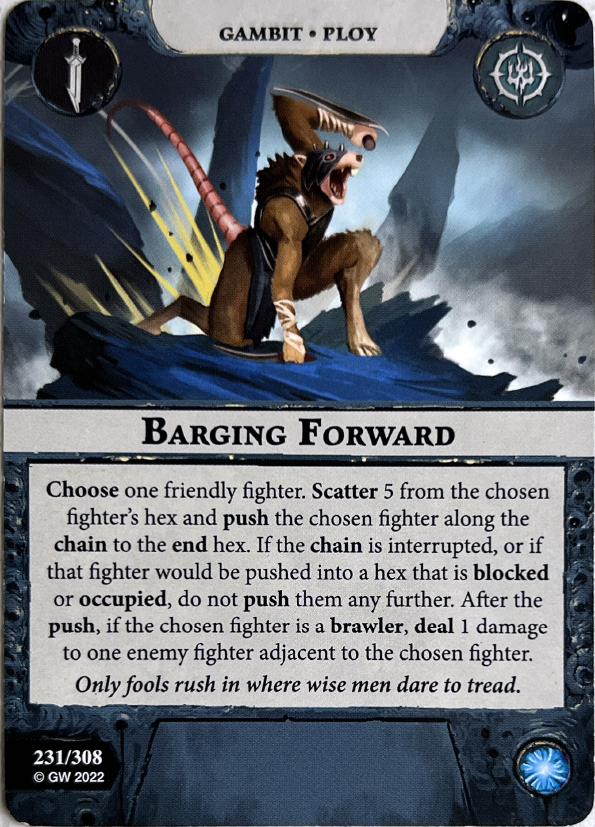 GAMBIT • PLOY
BARGING FORWARD
Choose one friendly fighter. Scatter 5 from the chosen
fighter's hex and push the chosen fighter along the
chain to the end hex. If the chain is interrupted, or if
that fighter would be pushed into a hex that is blocked
or occupied, do not push them any further. After the
push, if the chosen fighter is a brawler, deal 1 damage
to one enemy fighter adjacent to the chosen fighter.
Only fools rush in where wise men dare to tread.
231/308
© GW 2022